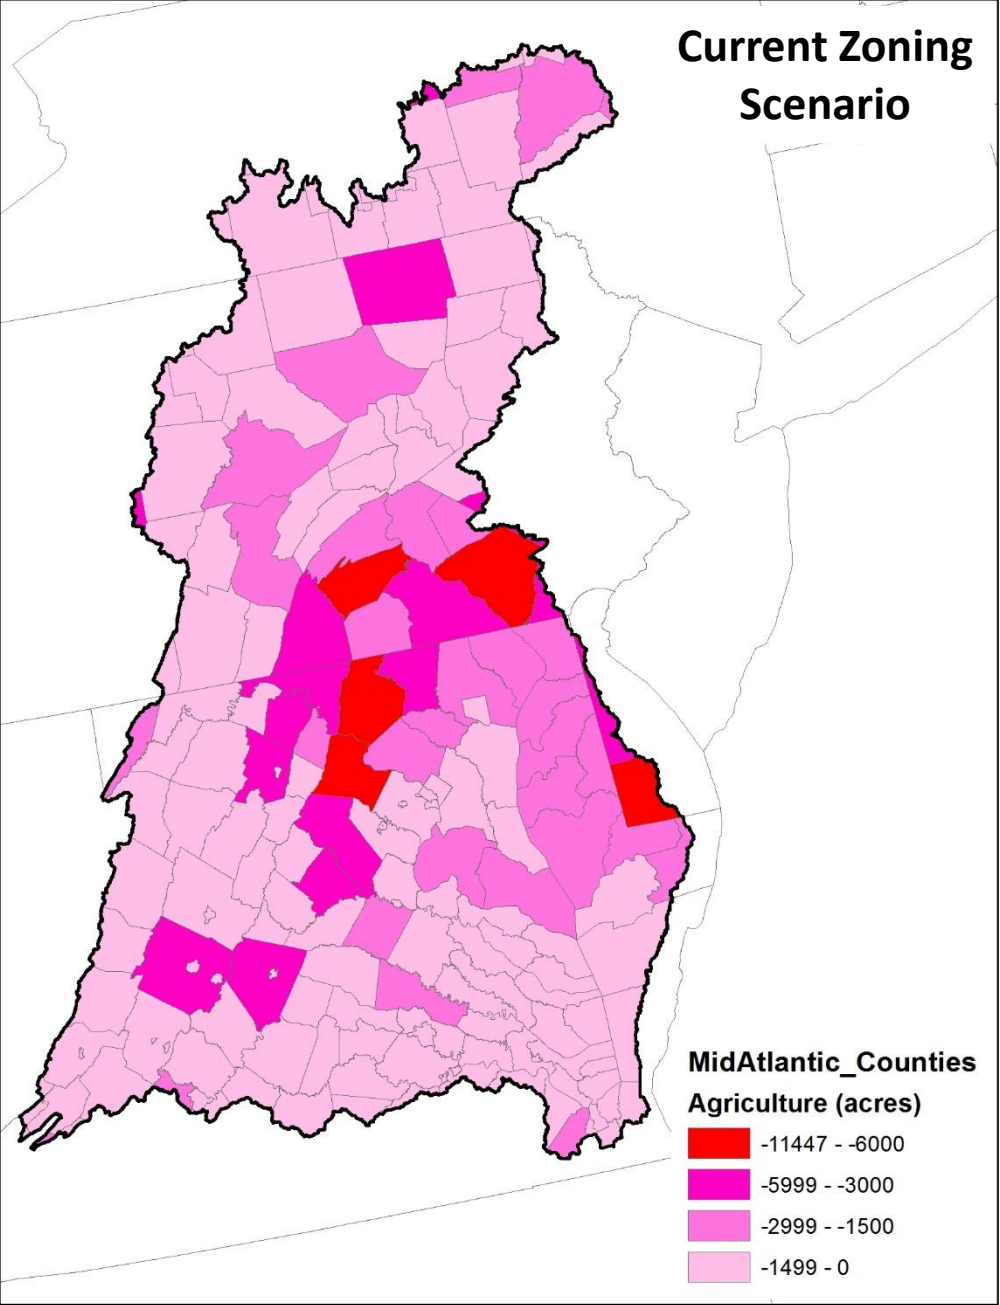 Current Zoning
Scenario
MidAtlantic_Counties
Agriculture (acres)
-11447 - -6000
-5999 - -3000
-2999 - -1500
-1499 - 0